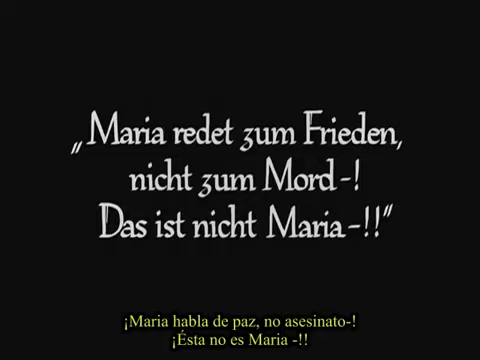 „Maria redet zum Frieden,
nicht zum Mord-!
Das ist nicht Maria-!!“
¡Maria habla de paz, no asesinato-!
¡Ésta no es Maria -!!